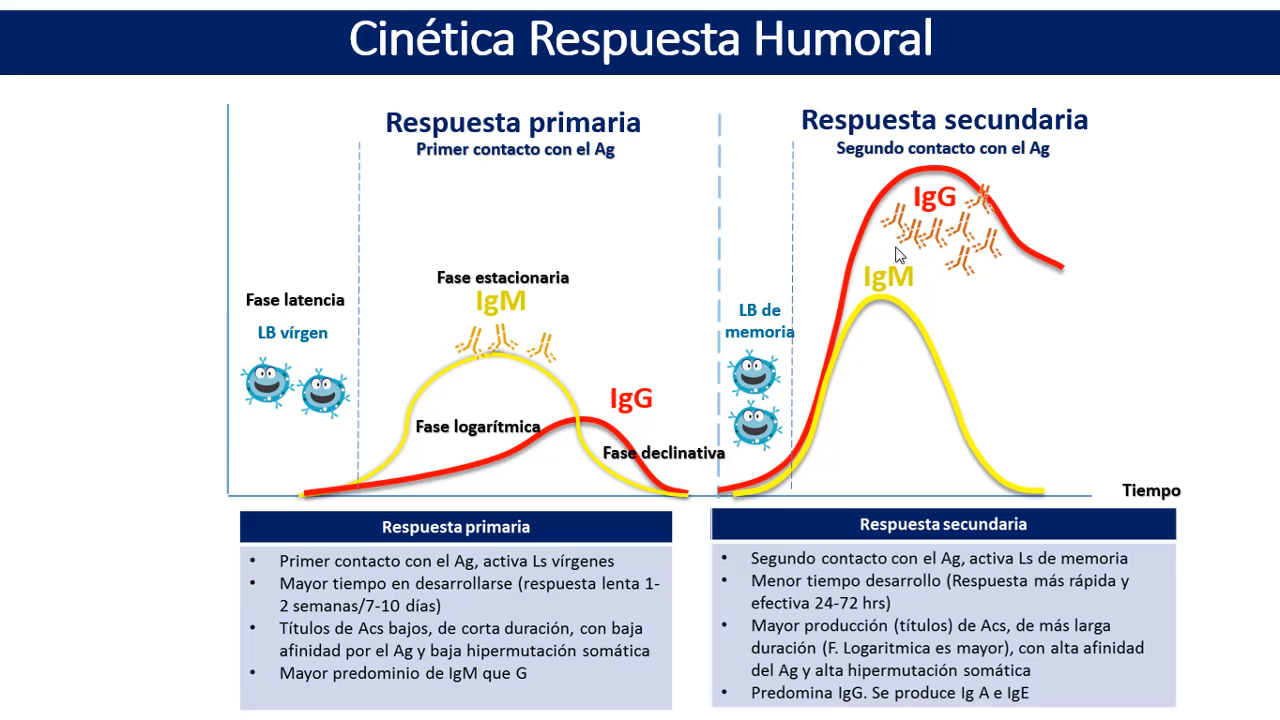 Cinética Respuesta Humoral
Respuesta primaria
Primer contacto con el Ag
Respuesta secundaria
Segundo contacto con el Ag
IgG
IgM
Fase estacionaria
IgM
Fase latencia
LB vírgen
LB de
memoria
IgG
Fase logarítmica
Fase declinativa
Tiempo
Respuesta primaria
• Primer contacto con el Ag, activa Ls vírgenes
• Mayor tiempo en desarrollarse (respuesta lenta 1-
2 semanas/7-10 días)
• Títulos de Acs bajos, de corta duración, con baja
afinidad por el Ag y baja hipermutación somática
• Mayor predominio de IgM que G
Respuesta secundaria
• Segundo contacto con el Ag, activa Ls de memoria
• Menor tiempo desarrollo (Respuesta más rápida y
efectiva 24-72 hrs)
• Mayor producción (títulos) de Acs, de más larga
duración (F. Logaritmica es mayor), con alta afinidad
del Ag y alta hipermutación somática
• Predomina IgG. Se produce Ig A e IgE